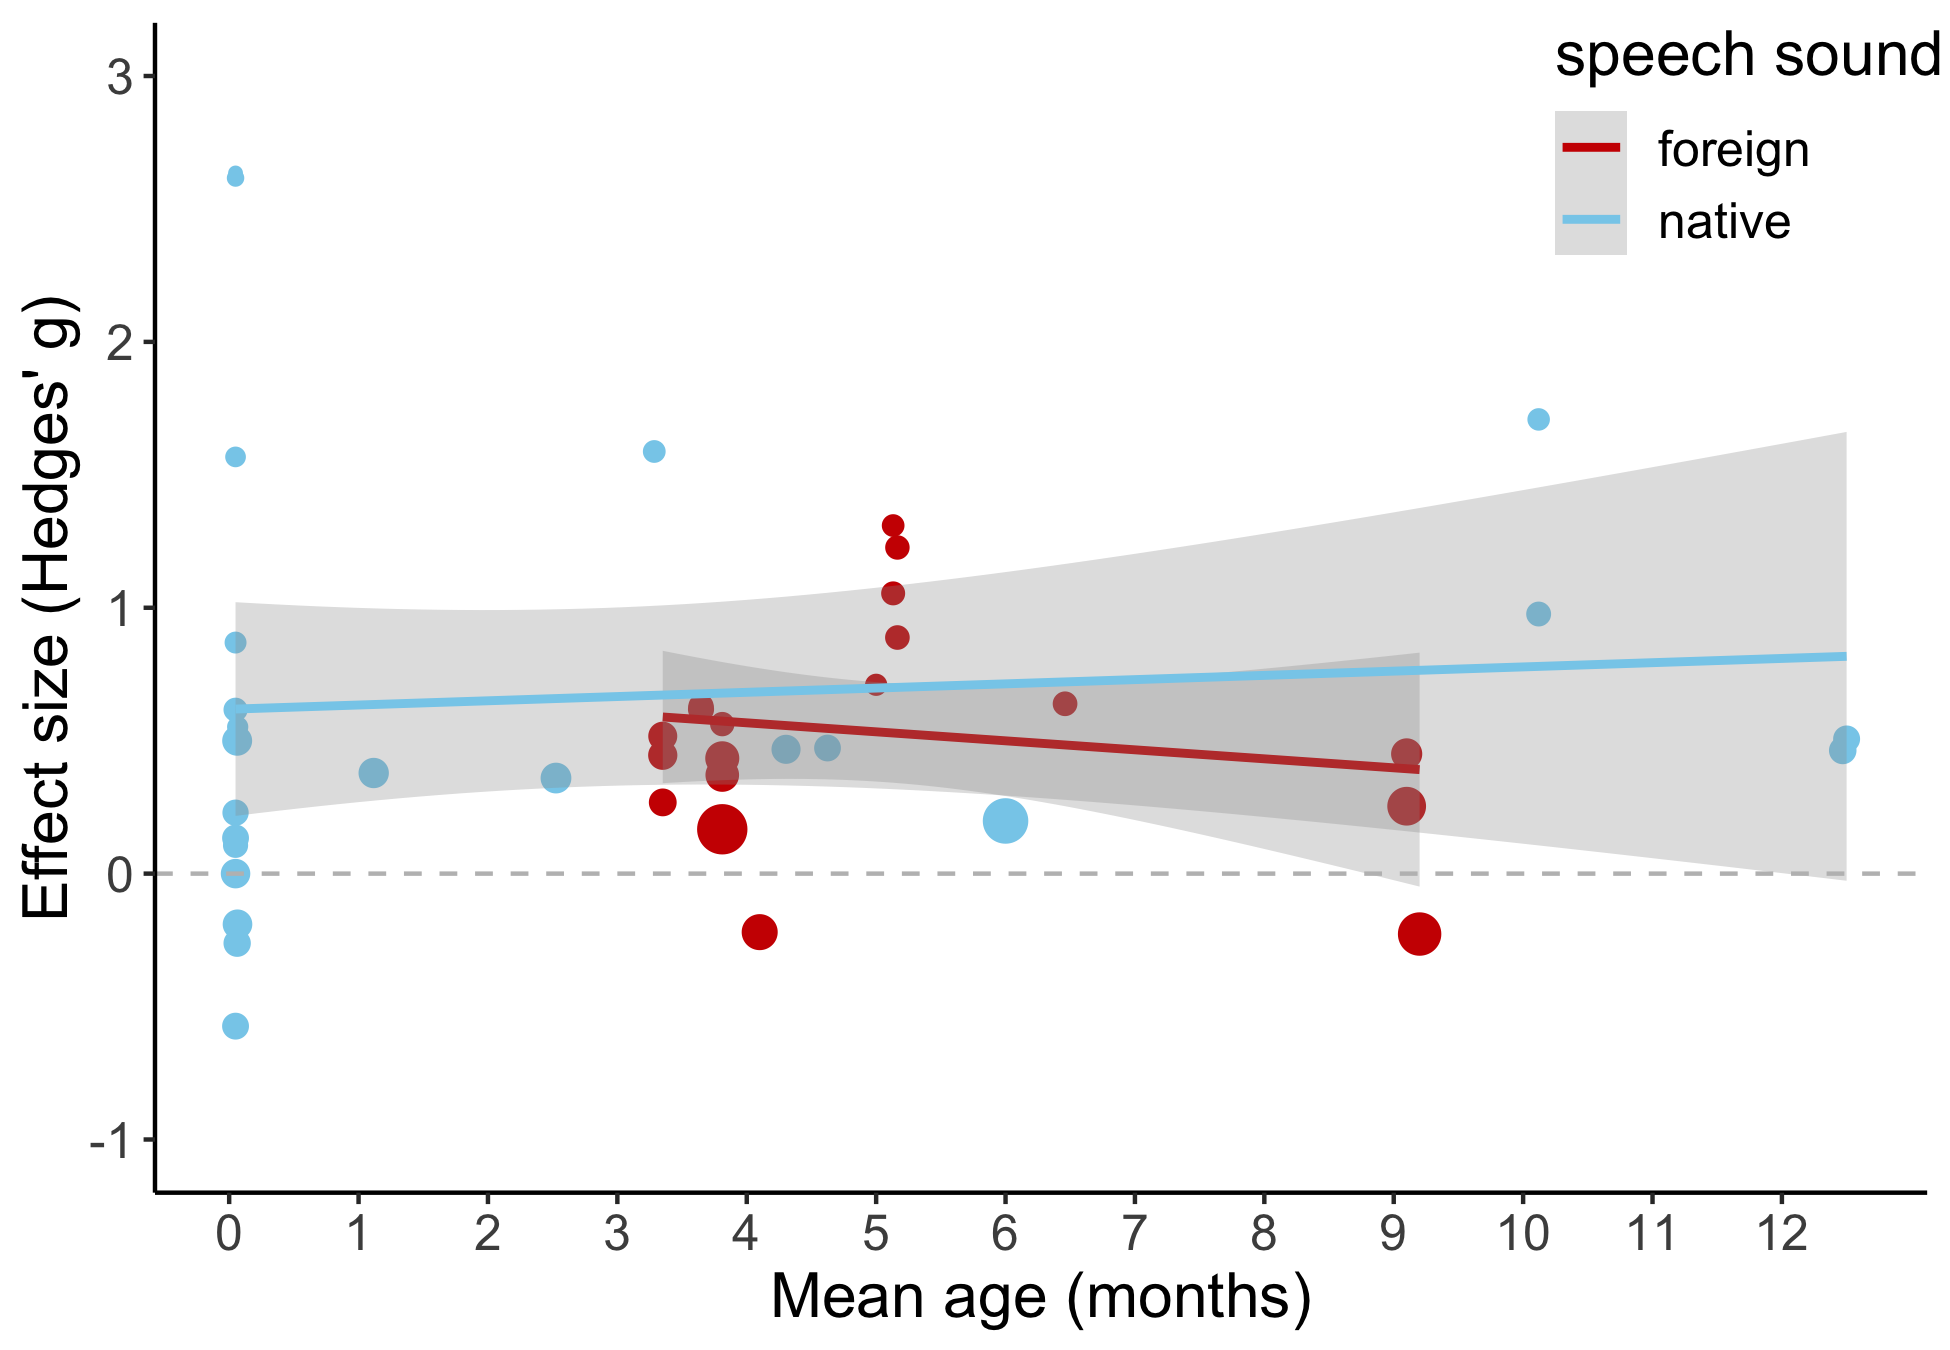 speech sound
foreign
native
Effect size (Hedges' g)
3
2
1
0
-1
0 1 2 3 4 5 6 7 8 9 10 11 12
Mean age (months)